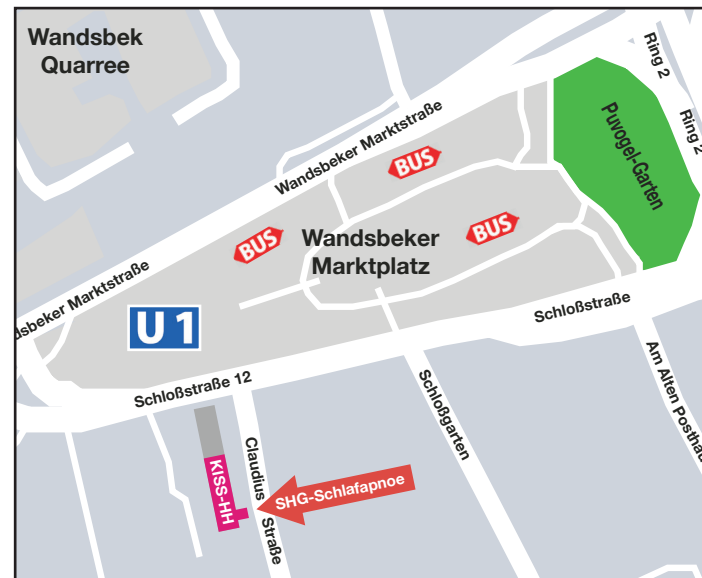 Wandsbek
Quarree
Ring 2
Ring 2
Puvogel-Garten
Wandsbeker Marktstraße
BUS
BUS
BUS
Wandsbeker
Marktplatz
dsbeker Marktstraße
U 1
Schloßstraße
Schloßstraße 12
Am Alten Posthau
Schloßgarten
Claudius
Straße
KISS-HH
SHG-Schlafapnoe